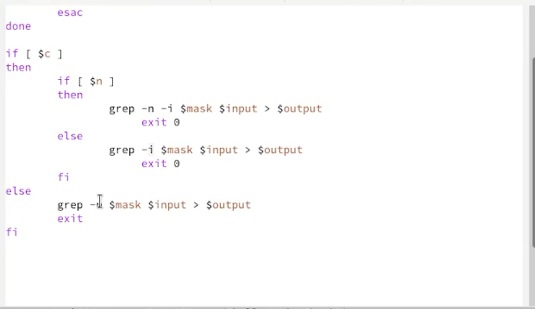 esac
done
if [ $c ]
then
if [ $n ]
then
grep -n -i $mask $input > $output
exit 0
else
grep -i $mask $input > $output
exit 0
fi
else
grep $mask $input > $output
exit
fi